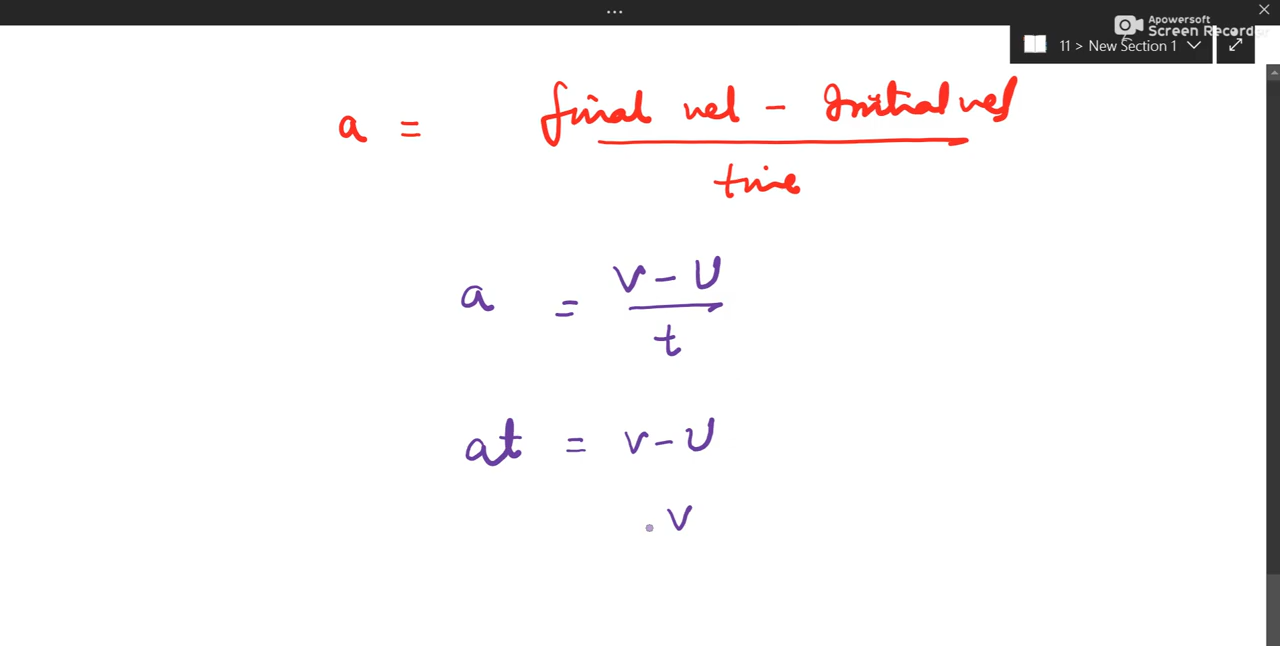 ...
Apowersoft
Screen Recorder
11 > New Section 1
a = final vel - Initial vel
time
a = v - U
t
at = v - U
v